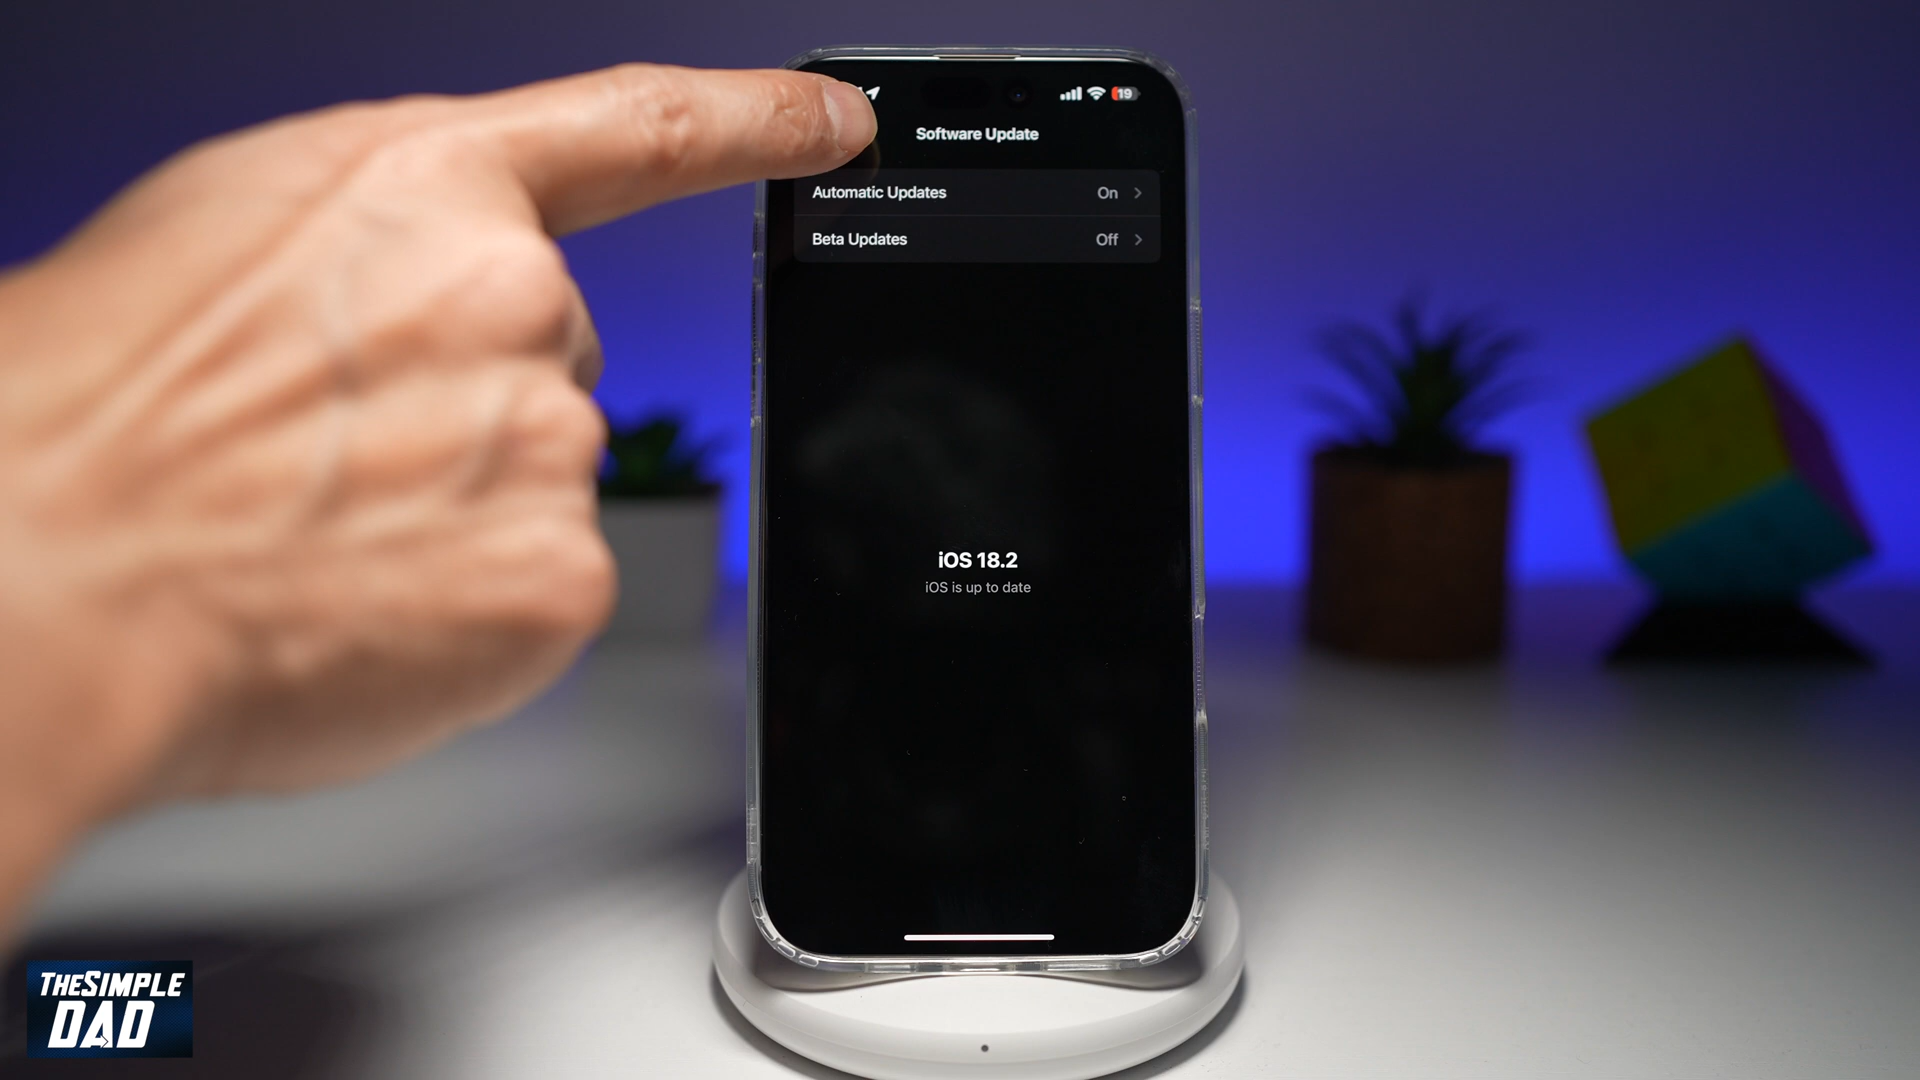 19
Software Update
Automatic Updates On
Beta Updates Off
iOS 18.2
iOS is up to date
THESIMPLE
DAD